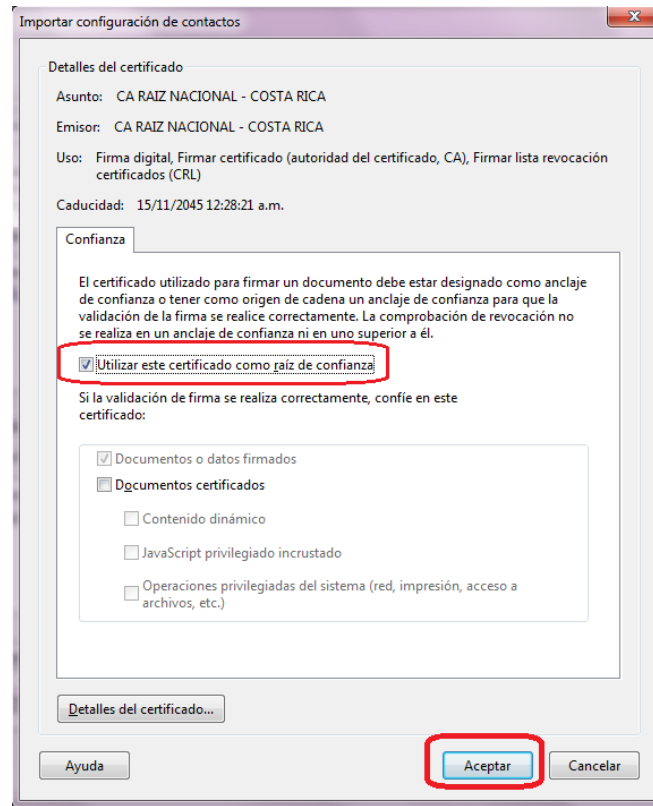 Importar configuración de contactos
x
Detalles del certificado
Asunto: CA RAIZ NACIONAL - COSTA RICA
Emisor: CA RAIZ NACIONAL - COSTA RICA
Uso: Firma digital, Firmar certificado (autoridad del certificado, CA), Firmar lista revocación
certificados (CRL)
Caducidad: 15/11/2045 12:28:21 a.m.
Confianza
El certificado utilizado para firmar un documento debe estar designado como anclaje
de confianza o tener como origen de cadena un anclaje de confianza para que la
validación de la firma se realice correctamente. La comprobación de revocación no
se realiza en un anclaje de confianza ni en uno superior a él.
Utilizar este certificado como raíz de confianza
Si la validación de firma se realiza correctamente, confíe en este
certificado:
Documentos o datos firmados
Documentos certificados
Contenido dinámico
JavaScript privilegiado incrustado
Operaciones privilegiadas del sistema (red, impresión, acceso a
archivos, etc.)
Detalles del certificado...
Ayuda
Aceptar
Cancelar